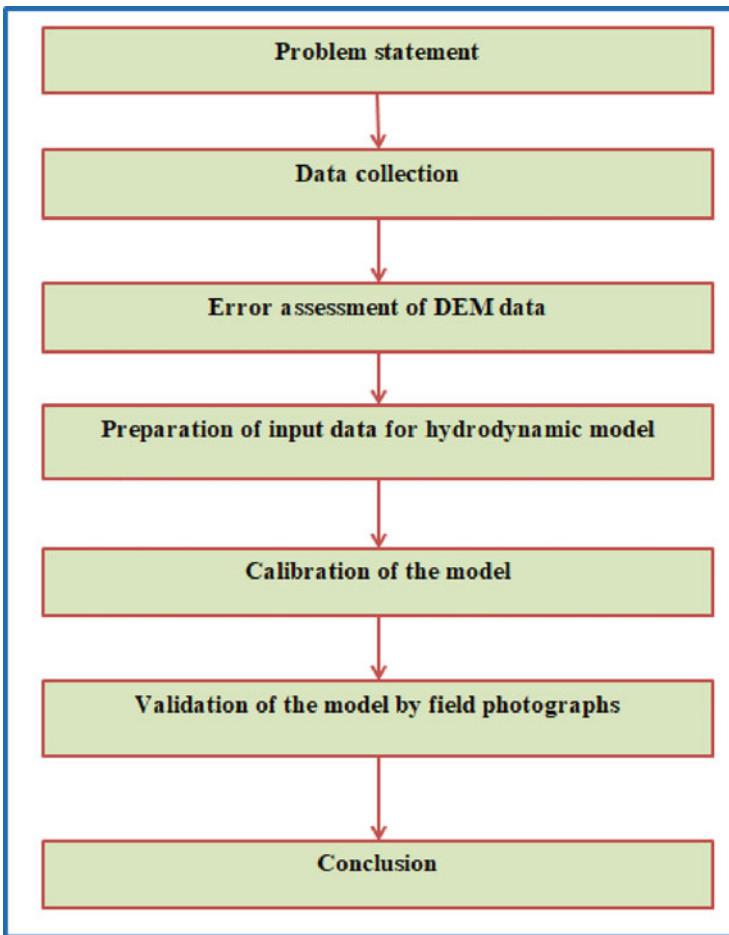 Problem statement
Data collection
Error assessment of DEM data
Preparation of input data for hydrodynamic model
Calibration of the model
Validation of the model by field photographs
Conclusion